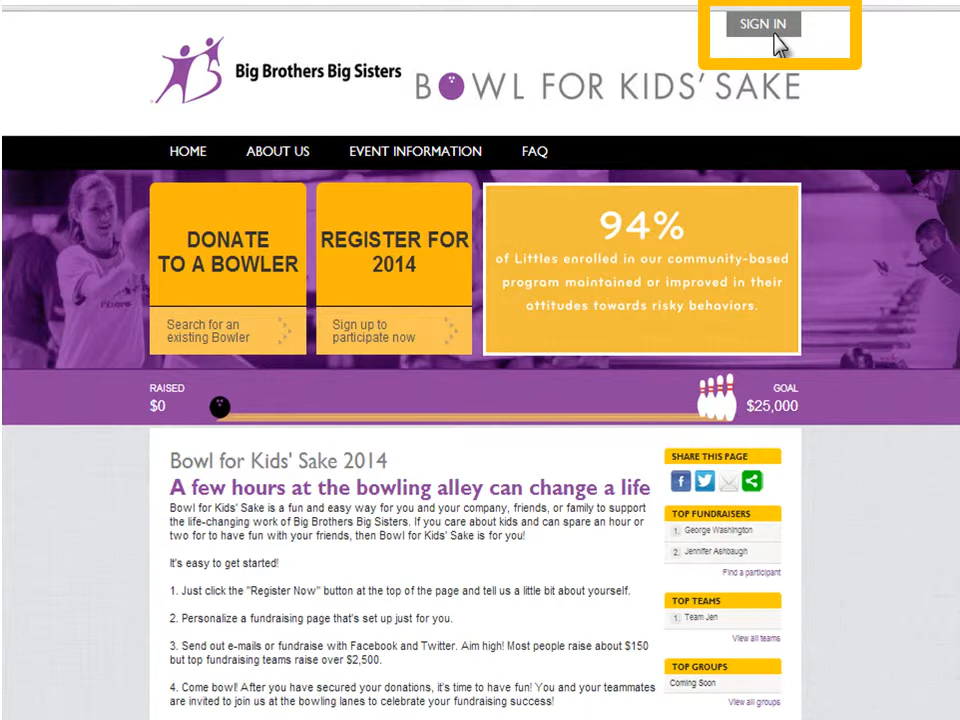 SIGN IN
Big Brothers Big Sisters
BOWL FOR KIDS' SAKE
HOME ABOUT US EVENT INFORMATION FAQ
DONATE
TO A BOWLER
Search for an
existing Bowler
REGISTER FOR
2014
Sign up to
participate now
94%
of Littles enrolled in our community-based
program maintained or improved in their
attitudes towards risky behaviors.
RAISED
$0
GOAL
$25,000
Bowl for Kids' Sake 2014
A few hours at the bowling alley can change a life
Bowl for Kids' Sake is a fun and easy way for you and your company, friends, or family to support
the life-changing work of Big Brothers Big Sisters. If you care about kids and can spare an hour or
two for to have fun with your friends, then Bowl for Kids' Sake is for you!
It's easy to get started!
1. Just click the "Register Now" button at the top of the page and tell us a little bit about yourself.
2. Personalize a fundraising page that's set up just for you.
3. Send out e-mails or fundraise with Facebook and Twitter. Aim high! Most people raise about $150
but top fundraising teams raise over $2,500.
4. Come bowl! After you have secured your donations, it's time to have fun! You and your teammates
are invited to join us at the bowling lanes to celebrate your fundraising success!
SHARE THIS PAGE
TOP FUNDRAISERS
1. George Washington
2. Jennifer Ashbaugh
Find a participant
TOP TEAMS
1. Team Jen
View all teams
TOP GROUPS
Coming Soon
View all groups